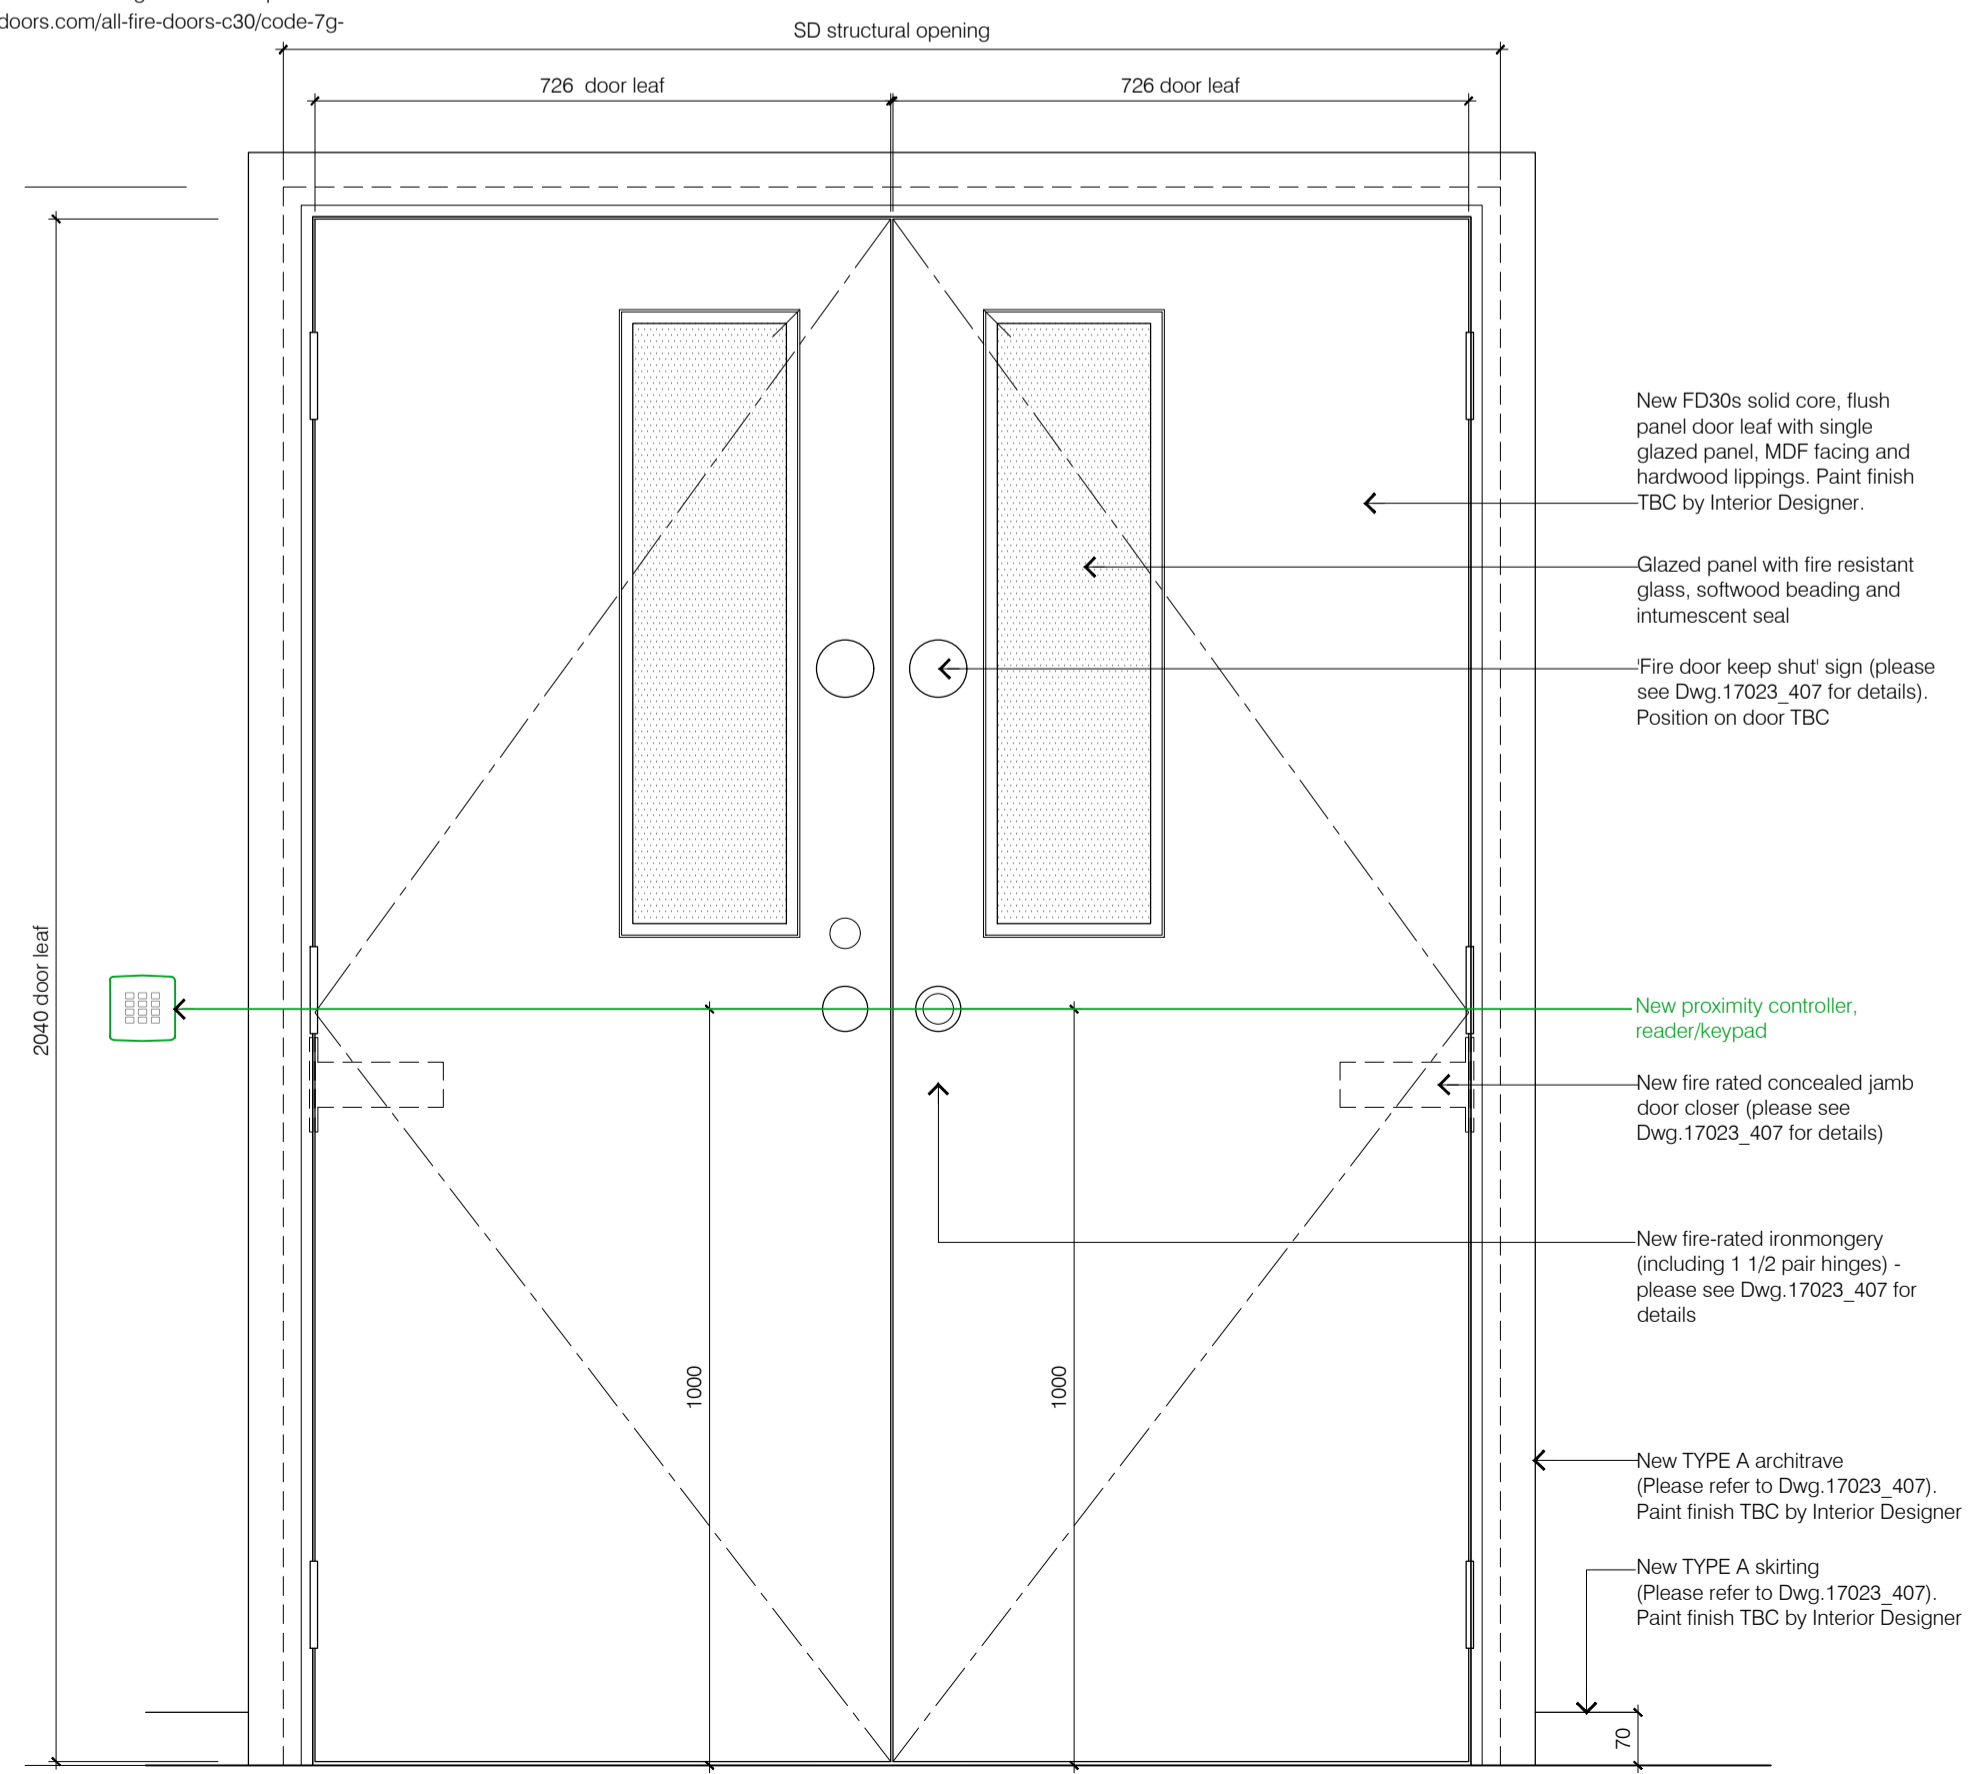 doors.com/all-fire-doors-c30/code-7g-
SD structural opening
726 door leaf
726 door leaf
2040 door leaf
New FD30s solid core, flush
panel door leaf with single
glazed panel, MDF facing and
hardwood lippings. Paint finish
TBC by Interior Designer.
Glazed panel with fire resistant
glass, softwood beading and
intumescent seal
'Fire door keep shut' sign (please
see Dwg.17023_407 for details).
Position on door TBC
New proximity controller,
reader/keypad
New fire rated concealed jamb
door closer (please see
Dwg.17023_407 for details)
New fire-rated ironmongery
(including 1 1/2 pair hinges) -
please see Dwg.17023_407 for
details
1000
1000
New TYPE A architrave
(Please refer to Dwg.17023_407).
Paint finish TBC by Interior Designer
New TYPE A skirting
(Please refer to Dwg.17023_407).
Paint finish TBC by Interior Designer
70